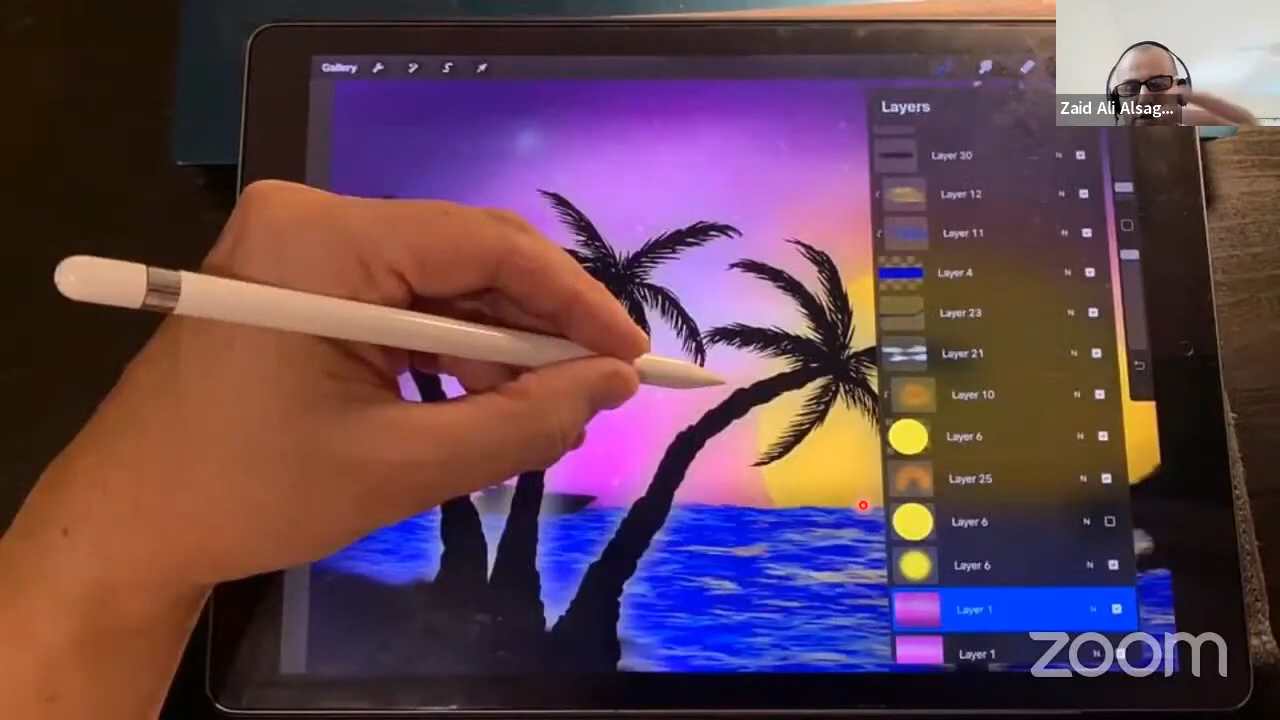 Gallery
Layers
Zaid Ali Alsag...
Layer 30 N
Layer 12 N
Layer 11 N
Layer 4 N
Layer 23 N
Layer 21 N
Layer 10 N
Layer 6 N
Layer 25 N
Layer 6 N
Layer 6 N
Layer 1 N
Layer 1 N
zoom